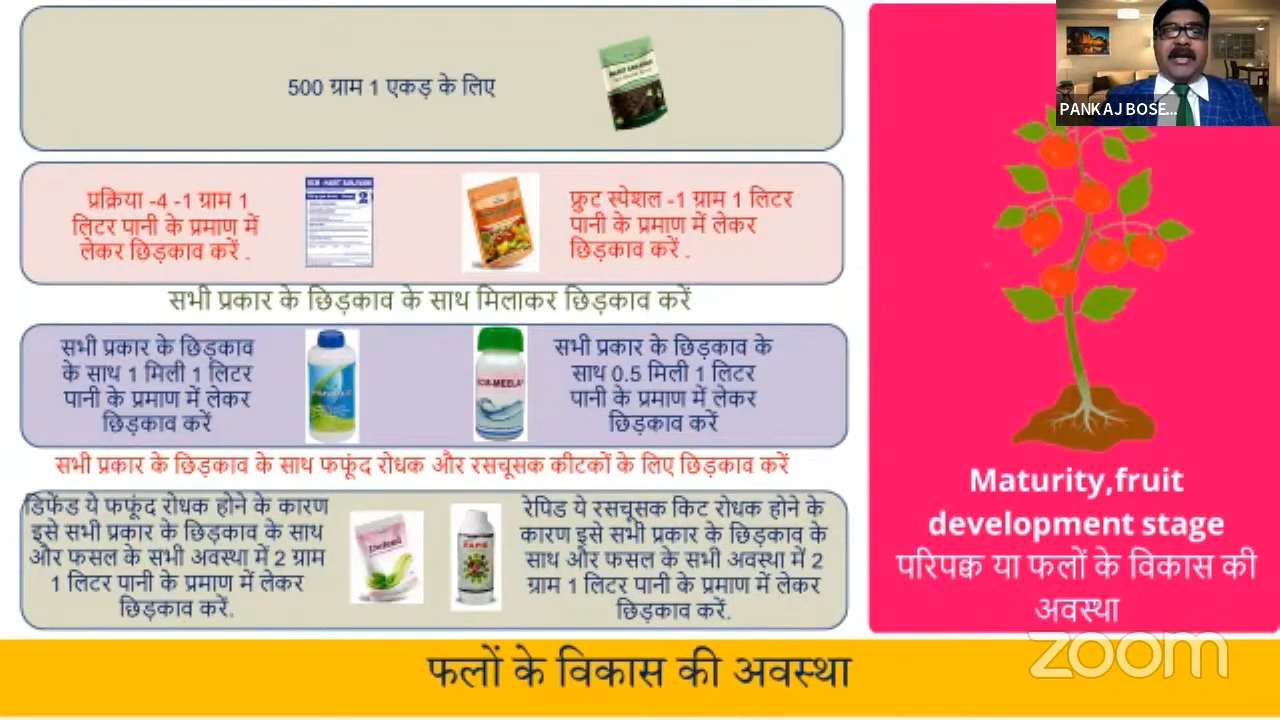 500 ग्राम 1 एकड़ के लिए
प्रक्रिया -4 -1 ग्राम 1
लिटर पानी के प्रमाण में
लेकर छिड़काव करें .
2
फ्रुट स्पेशल -1 ग्राम 1 लिटर
पानी के प्रमाण में लेकर
छिड़काव करें .
सभी प्रकार के छिड़काव के साथ मिलाकर छिड़काव करें
सभी प्रकार के छिड़काव
के साथ 1 मिली 1 लिटर
पानी के प्रमाण में लेकर
छिड़काव करें
सभी प्रकार के छिड़काव के
साथ 0.5 मिली 1 लिटर
पानी के प्रमाण में लेकर
छिड़काव करें
सभी प्रकार के छिड़काव के साथ फफूंद रोधक और रसचूसक कीटकों के लिए छिड़काव करें
डिफेंड ये फफूंद रोधक होने के कारण
इसे सभी प्रकार के छिड़काव के साथ
और फसल के सभी अवस्था में 2 ग्राम
1 लिटर पानी के प्रमाण में लेकर
छिड़काव करें.
रेपिड ये रसचूसक किट रोधक होने के
कारण इसे सभी प्रकार के छिड़काव के
साथ और फसल के सभी अवस्था में 2
ग्राम 1 लिटर पानी के प्रमाण में लेकर
छिड़काव करें.
PANKAJ BOSE...
Maturity,fruit
development stage
परिपक्व या फलों के विकास की
अवस्था
zoom
फलों के विकास की अवस्था